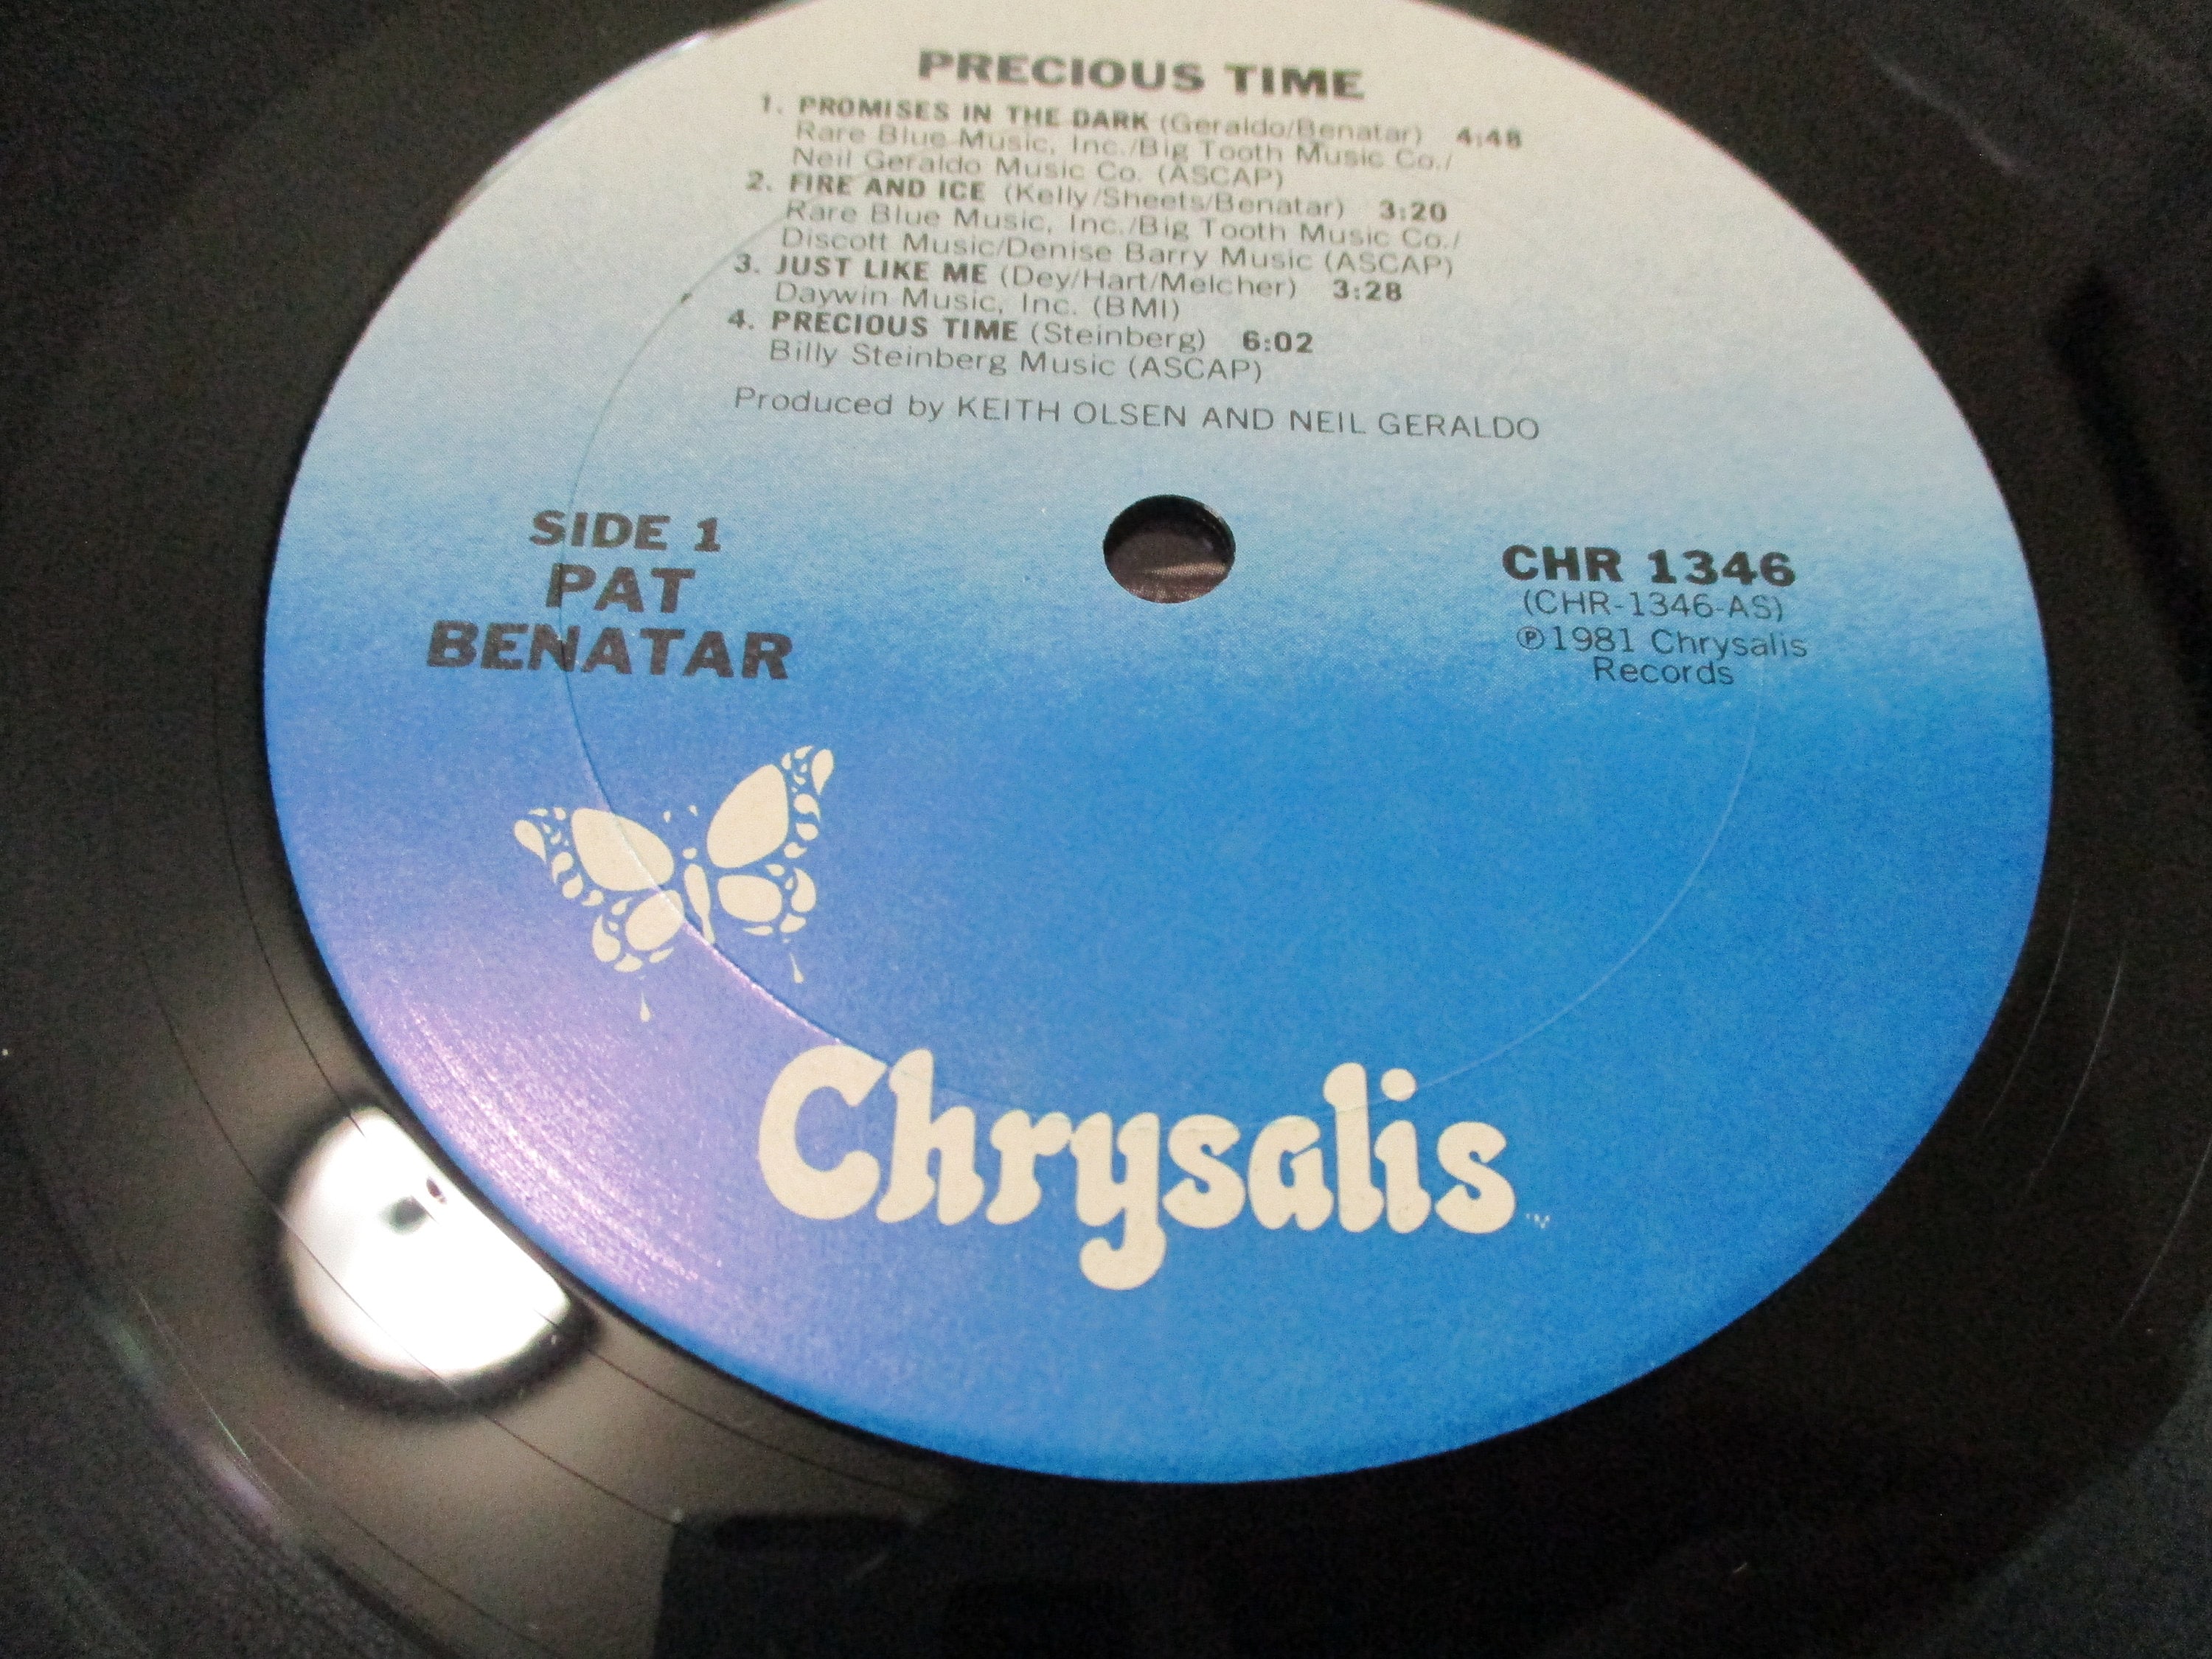 PRECIOUS TIME
1. PROMISES IN THE DARK (Geraldo/Benatar) 4:48
Rare Blue Music, Inc./Big Tooth Music Co./
Neil Geraldo Music Co. (ASCAP)
2. FIRE AND ICE (Kelly/Sheets/Benatar) 3:20
Rare Blue Music, Inc./Big Tooth Music Co./
Discott Music/Denise Barry Music (ASCAP)
3. JUST LIKE ME (Dey/Hart/Melcher) 3:28
Daywin Music, Inc. (BMI)
4. PRECIOUS TIME (Steinberg) 6:02
Billy Steinberg Music (ASCAP)
Produced by KEITH OLSEN AND NEIL GERALDO
SIDE 1
PAT
BENATAR
CHR 1346
(CHR-1346-AS)
℗1981 Chrysalis
Records
Chrysalis™